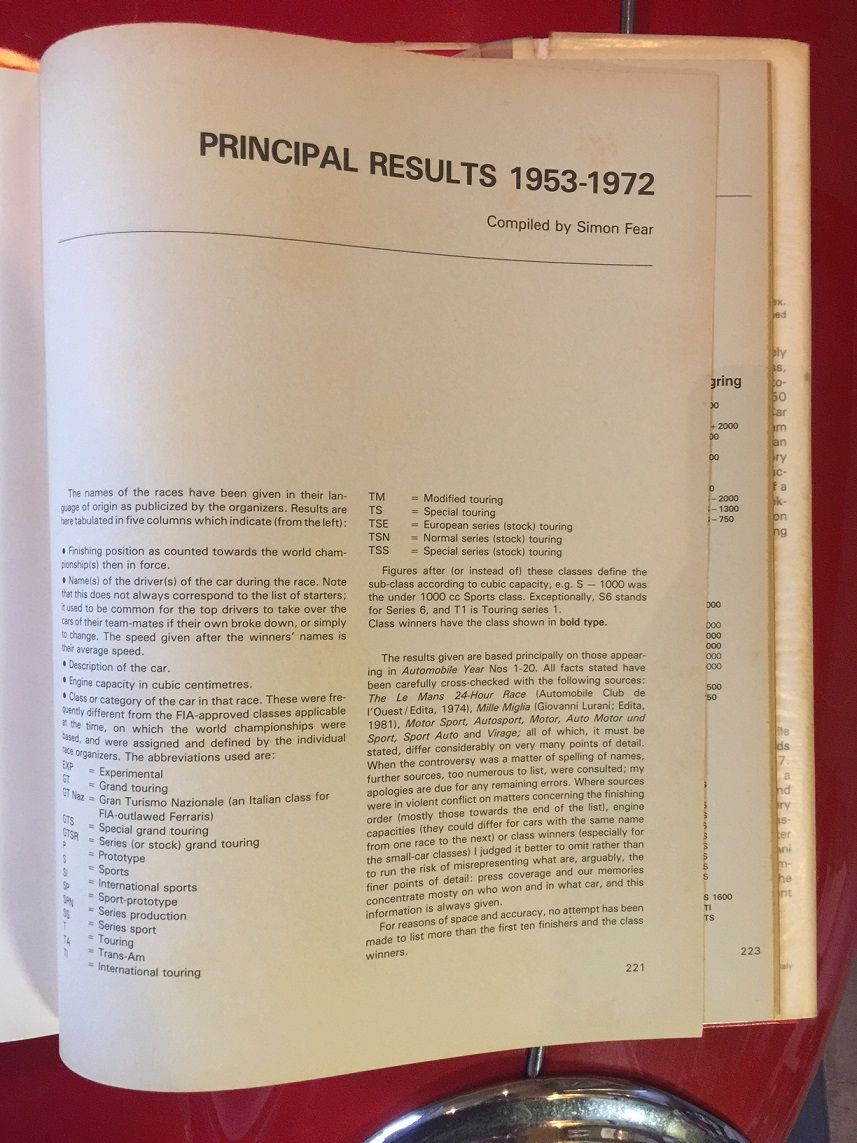 PRINCIPAL RESULTS 1953-1972
Compiled by Simon Fear
The names of the races have been given in their lan-
guage of origin as publicized by the organizers. Results are
here tabulated in five columns which indicate (from the left):
• Finishing position as counted towards the world cham-
pionship(s) then in force.
• Name(s) of the driver(s) of the car during the race. Note
that this does not always correspond to the list of starters;
it used to be common for the top drivers to take over the
cars of their team-mates if their own broke down, or simply
to change. The speed given after the winners' names is
their average speed.
• Description of the car.
• Engine capacity in cubic centimetres.
• Class or category of the car in that race. These were fre-
quently different from the FIA-approved classes applicable
at the time, on which the world championships were
based, and were assigned and defined by the individual
race organizers. The abbreviations used are:
EXP = Experimental
GT = Grand touring
GT Naz = Gran Turismo Nazionale (an Italian class for
FIA-outlawed Ferraris)
GTS = Special grand touring
GTSR = Series (or stock) grand touring
P = Prototype
S = Sports
SI = International sports
SP = Sport-prototype
SPN = Series production
SS = Series sport
T = Touring
TA = Trans-Am
TI = International touring
TM = Modified touring
TS = Special touring
TSE = European series (stock) touring
TSN = Normal series (stock) touring
TSS = Special series (stock) touring
Figures after (or instead of) these classes define the
sub-class according to cubic capacity, e.g. S – 1000 was
the under 1000 cc Sports class. Exceptionally, S6 stands
for Series 6, and T1 is Touring series 1.
Class winners have the class shown in bold type.
The results given are based principally on those appear-
ing in Automobile Year Nos 1-20. All facts stated have
been carefully cross-checked with the following sources:
The Le Mans 24-Hour Race (Automobile Club de
l'Ouest/Edita, 1974), Mille Miglia (Giovanni Lurani; Edita,
1981), Motor Sport, Autosport, Motor, Auto Motor und
Sport, Sport Auto and Virage; all of which, it must be
stated, differ considerably on very many points of detail.
When the controversy was a matter of spelling of names,
further sources, too numerous to list, were consulted; my
apologies are due for any remaining errors. Where sources
were in violent conflict on matters concerning the finishing
order (mostly those towards the end of the list), engine
capacities (they could differ for cars with the same name
from one race to the next) or class winners (especially for
the small-car classes) I judged it better to omit rather than
to run the risk of misrepresenting what are, arguably, the
finer points of detail: press coverage and our memories
concentrate mosty on who won and in what car, and this
information is always given.
For reasons of space and accuracy, no attempt has been
made to list more than the first ten finishers and the class
winners.
221
gring
+ 2000
– 2000
– 1300
– 750
000
000
000
000
000
500
S 1600
TI
TS
223